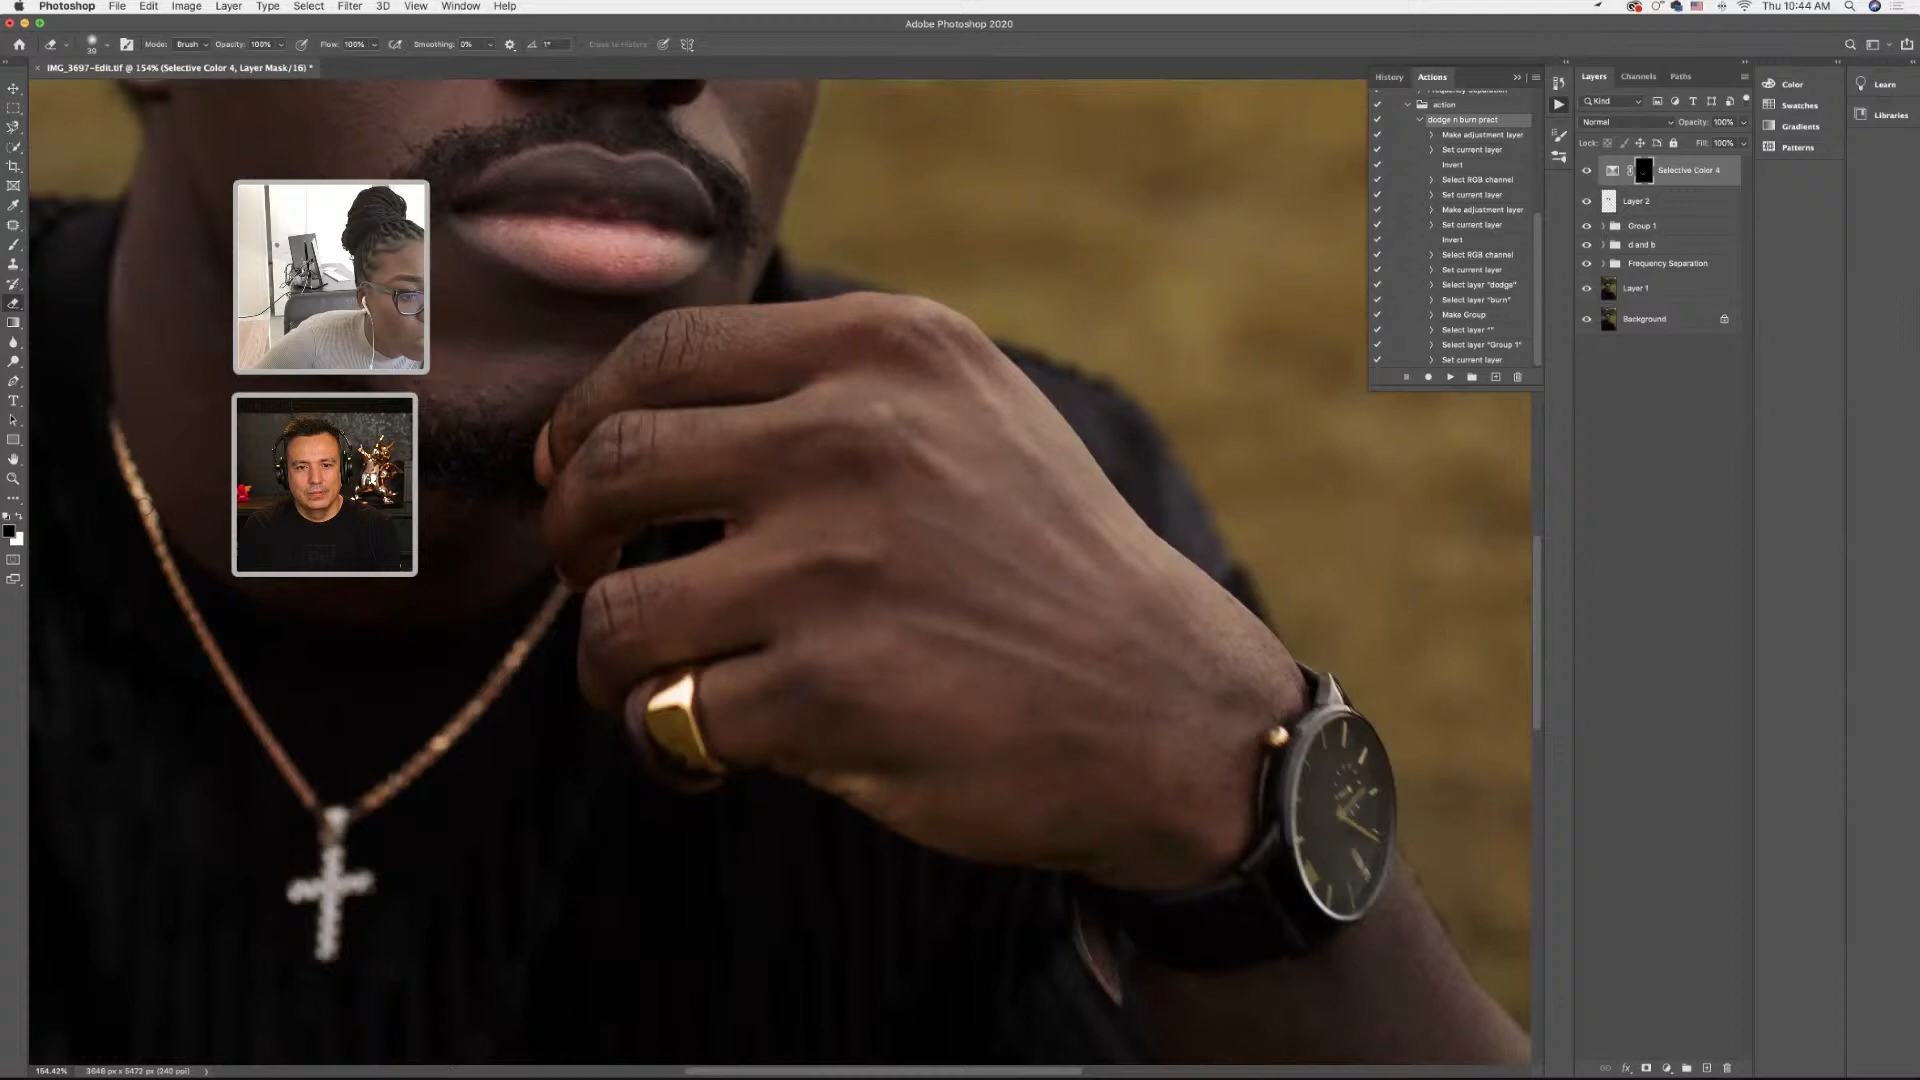 Photoshop File Edit Image Layer Type Select Filter 3D View Window Help Thu 10:44 AM
Adobe Photoshop 2020
39 Mode: Brush Opacity: 100% Flow: 100% Smoothing: 0% 1° Erase to History
IMG_3697-Edit.tif @ 154% (Selective Color 4, Layer Mask/16) *
History Actions
Frequency Separation
action
dodge n burn pract
Make adjustment layer
Set current layer
Invert
Select RGB channel
Set current layer
Make adjustment layer
Set current layer
Invert
Select RGB channel
Set current layer
Select layer "dodge"
Select layer "burn"
Make Group
Select layer ""
Select layer "Group 1"
Set current layer
Layers Channels Paths
Kind
Normal Opacity: 100%
Lock: Fill: 100%
Selective Color 4
Layer 2
Group 1
d and b
Frequency Separation
Layer 1
Background
Color
Swatches
Gradients
Patterns
Learn
Libraries
154.42% 3648 px x 5472 px (240 ppi)